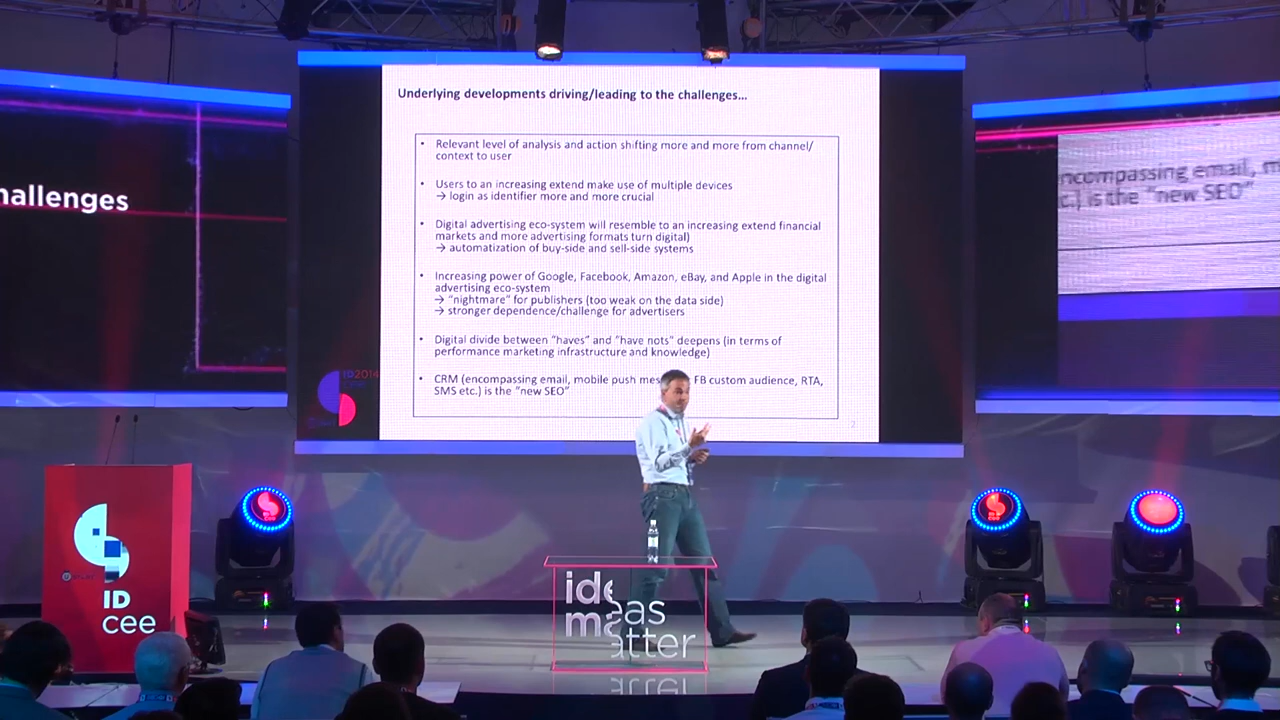 Underlying developments driving/leading to the challenges...
• Relevant level of analysis and action shifting more and more from channel/
context to user
• Users to an increasing extend make use of multiple devices
→ login as identifier more and more crucial
• Digital advertising eco-system will resemble to an increasing extend financial
markets and more advertising formats turn digital)
→ automatization of buy-side and sell-side systems
• Increasing power of Google, Facebook, Amazon, eBay, and Apple in the digital
advertising eco-system
→ "nightmare" for publishers (too weak on the data side)
→ stronger dependence/challenge for advertisers
• Digital divide between "haves" and "have nots" deepens (in terms of
performance marketing infrastructure and knowledge)
• CRM (encompassing email, mobile push mes FB custom audience, RTA,
SMS etc.) is the "new SEO"
2
hallenges
ncompassing email, m
tc.) is the "new SEO"
ID2014
ID
cee
ideas
matter